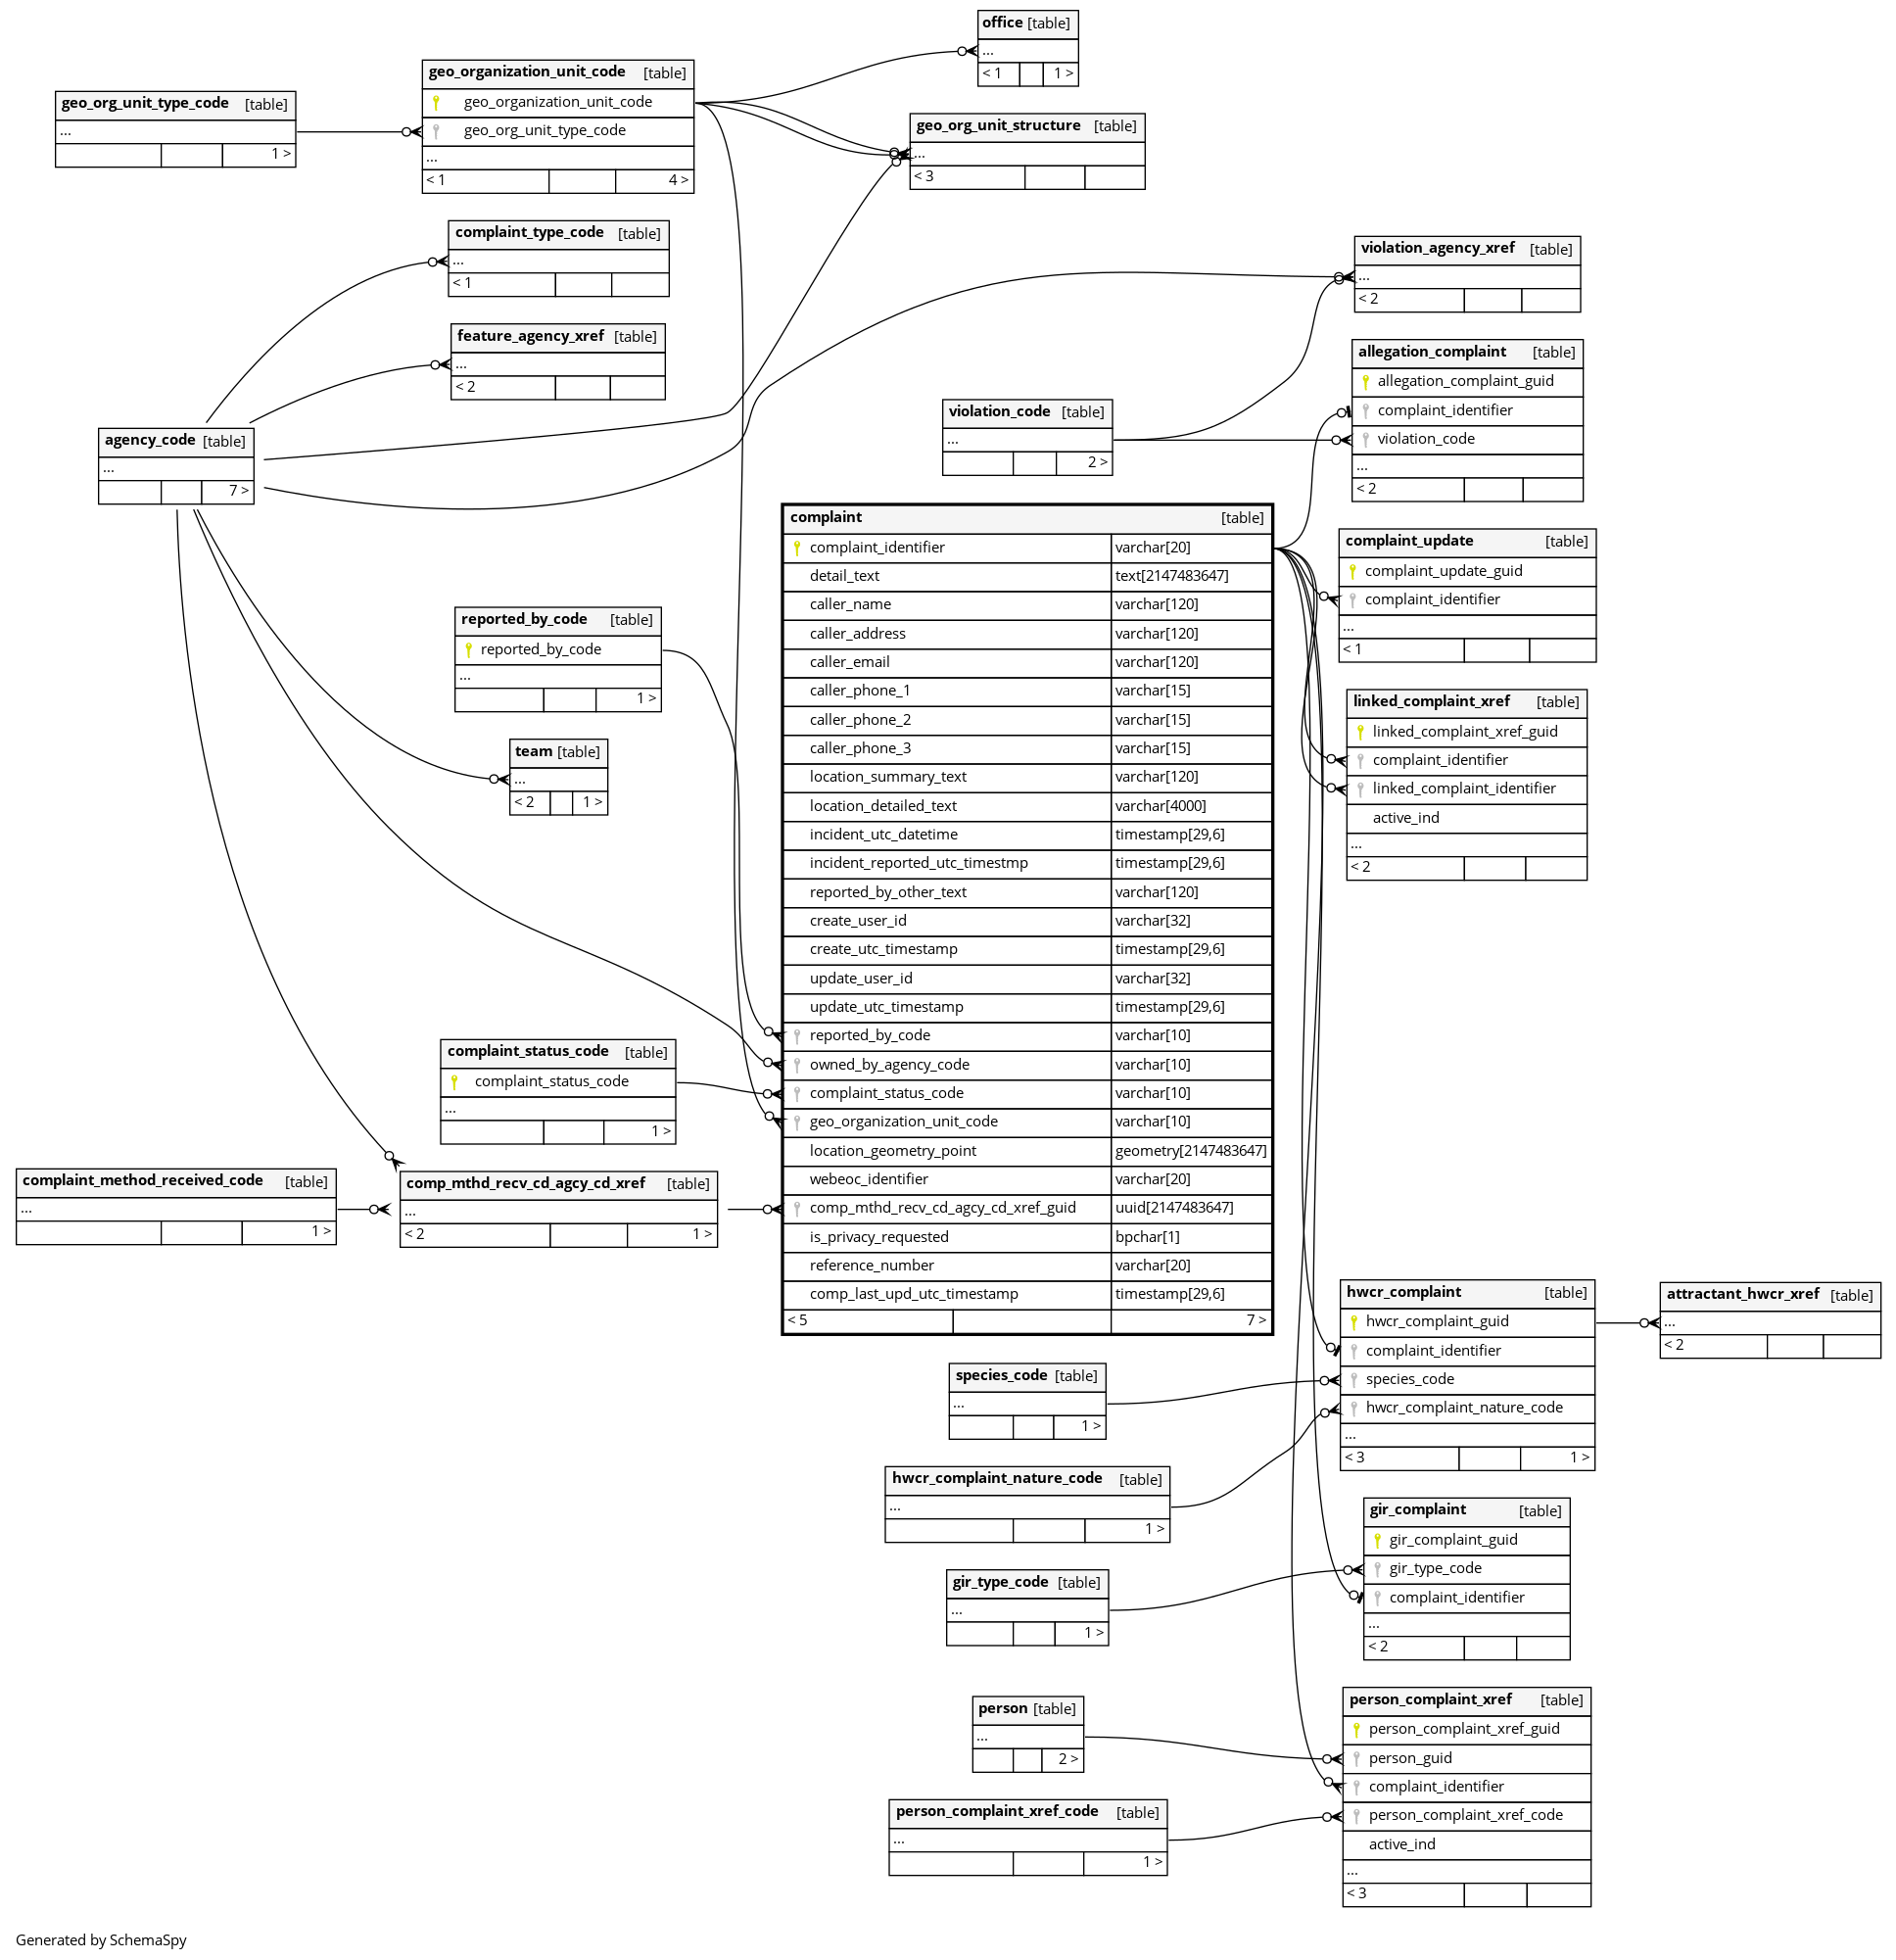 office [table]
...
< 1 1 >
geo_organization_unit_code [table]
geo_organization_unit_code
geo_org_unit_type_code
...
< 1 4 >
geo_org_unit_type_code [table]
...
1 >
geo_org_unit_structure [table]
...
< 3
complaint_type_code [table]
...
< 1
violation_agency_xref [table]
...
< 2
feature_agency_xref [table]
...
< 2
allegation_complaint [table]
allegation_complaint_guid
complaint_identifier
violation_code
...
< 2
violation_code [table]
...
2 >
agency_code [table]
...
7 >
complaint [table]
complaint_identifier varchar[20]
detail_text text[2147483647]
caller_name varchar[120]
caller_address varchar[120]
caller_email varchar[120]
caller_phone_1 varchar[15]
caller_phone_2 varchar[15]
caller_phone_3 varchar[15]
location_summary_text varchar[120]
location_detailed_text varchar[4000]
incident_utc_datetime timestamp[29,6]
incident_reported_utc_timestmp timestamp[29,6]
reported_by_other_text varchar[120]
create_user_id varchar[32]
create_utc_timestamp timestamp[29,6]
update_user_id varchar[32]
update_utc_timestamp timestamp[29,6]
reported_by_code varchar[10]
owned_by_agency_code varchar[10]
complaint_status_code varchar[10]
geo_organization_unit_code varchar[10]
location_geometry_point geometry[2147483647]
webeoc_identifier varchar[20]
comp_mthd_recv_cd_agcy_cd_xref_guid uuid[2147483647]
is_privacy_requested bpchar[1]
reference_number varchar[20]
comp_last_upd_utc_timestamp timestamp[29,6]
< 5 7 >
complaint_update [table]
complaint_update_guid
complaint_identifier
...
< 1
reported_by_code [table]
reported_by_code
...
1 >
linked_complaint_xref [table]
linked_complaint_xref_guid
complaint_identifier
linked_complaint_identifier
active_ind
...
< 2
team [table]
...
< 2 1 >
complaint_status_code [table]
complaint_status_code
...
1 >
complaint_method_received_code [table]
...
1 >
comp_mthd_recv_cd_agcy_cd_xref [table]
...
< 2 1 >
hwcr_complaint [table]
hwcr_complaint_guid
complaint_identifier
species_code
hwcr_complaint_nature_code
...
< 3 1 >
attractant_hwcr_xref [table]
...
< 2
species_code [table]
...
1 >
hwcr_complaint_nature_code [table]
...
1 >
gir_complaint [table]
gir_complaint_guid
gir_type_code
complaint_identifier
...
< 2
gir_type_code [table]
...
1 >
person_complaint_xref [table]
person_complaint_xref_guid
person_guid
complaint_identifier
person_complaint_xref_code
active_ind
...
< 3
person [table]
...
2 >
person_complaint_xref_code [table]
...
1 >
Generated by SchemaSpy